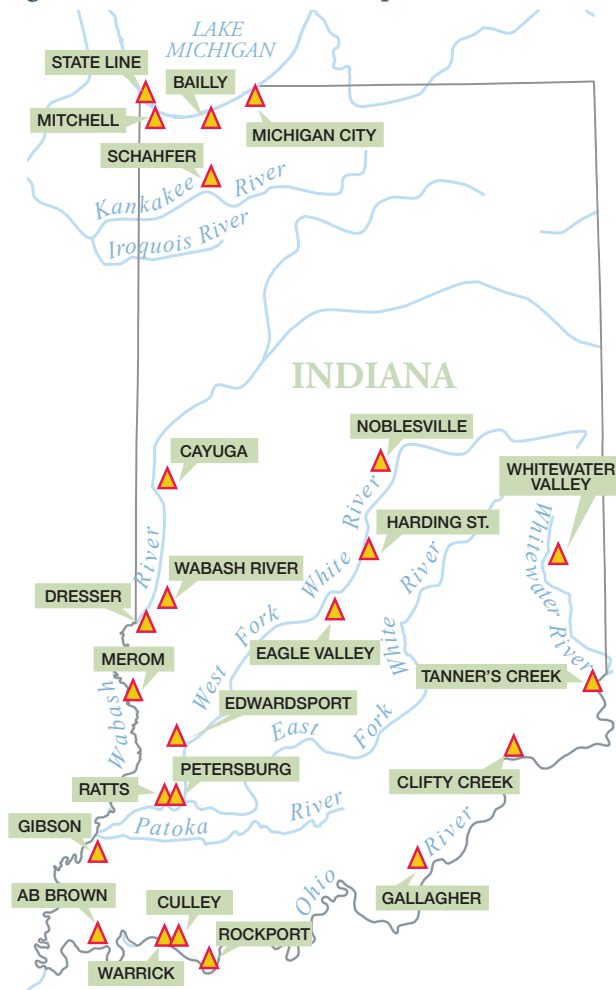 LAKE
MICHIGAN
STATE LINE
BAILLY
MITCHELL
MICHIGAN CITY
SCHAHFER
Kankakee River
Iroquois River
INDIANA
NOBLESVILLE
CAYUGA
WHITEWATER
VALLEY
HARDING ST.
WABASH RIVER
DRESSER
EAGLE VALLEY
MEROM
TANNER'S CREEK
EDWARDSPORT
West Fork White River
East Fork White River
Whitewater River
Wabash River
CLIFTY CREEK
RATTS
PETERSBURG
Patoka River
GIBSON
GALLAGHER
Ohio River
AB BROWN
CULLEY
ROCKPORT
WARRICK